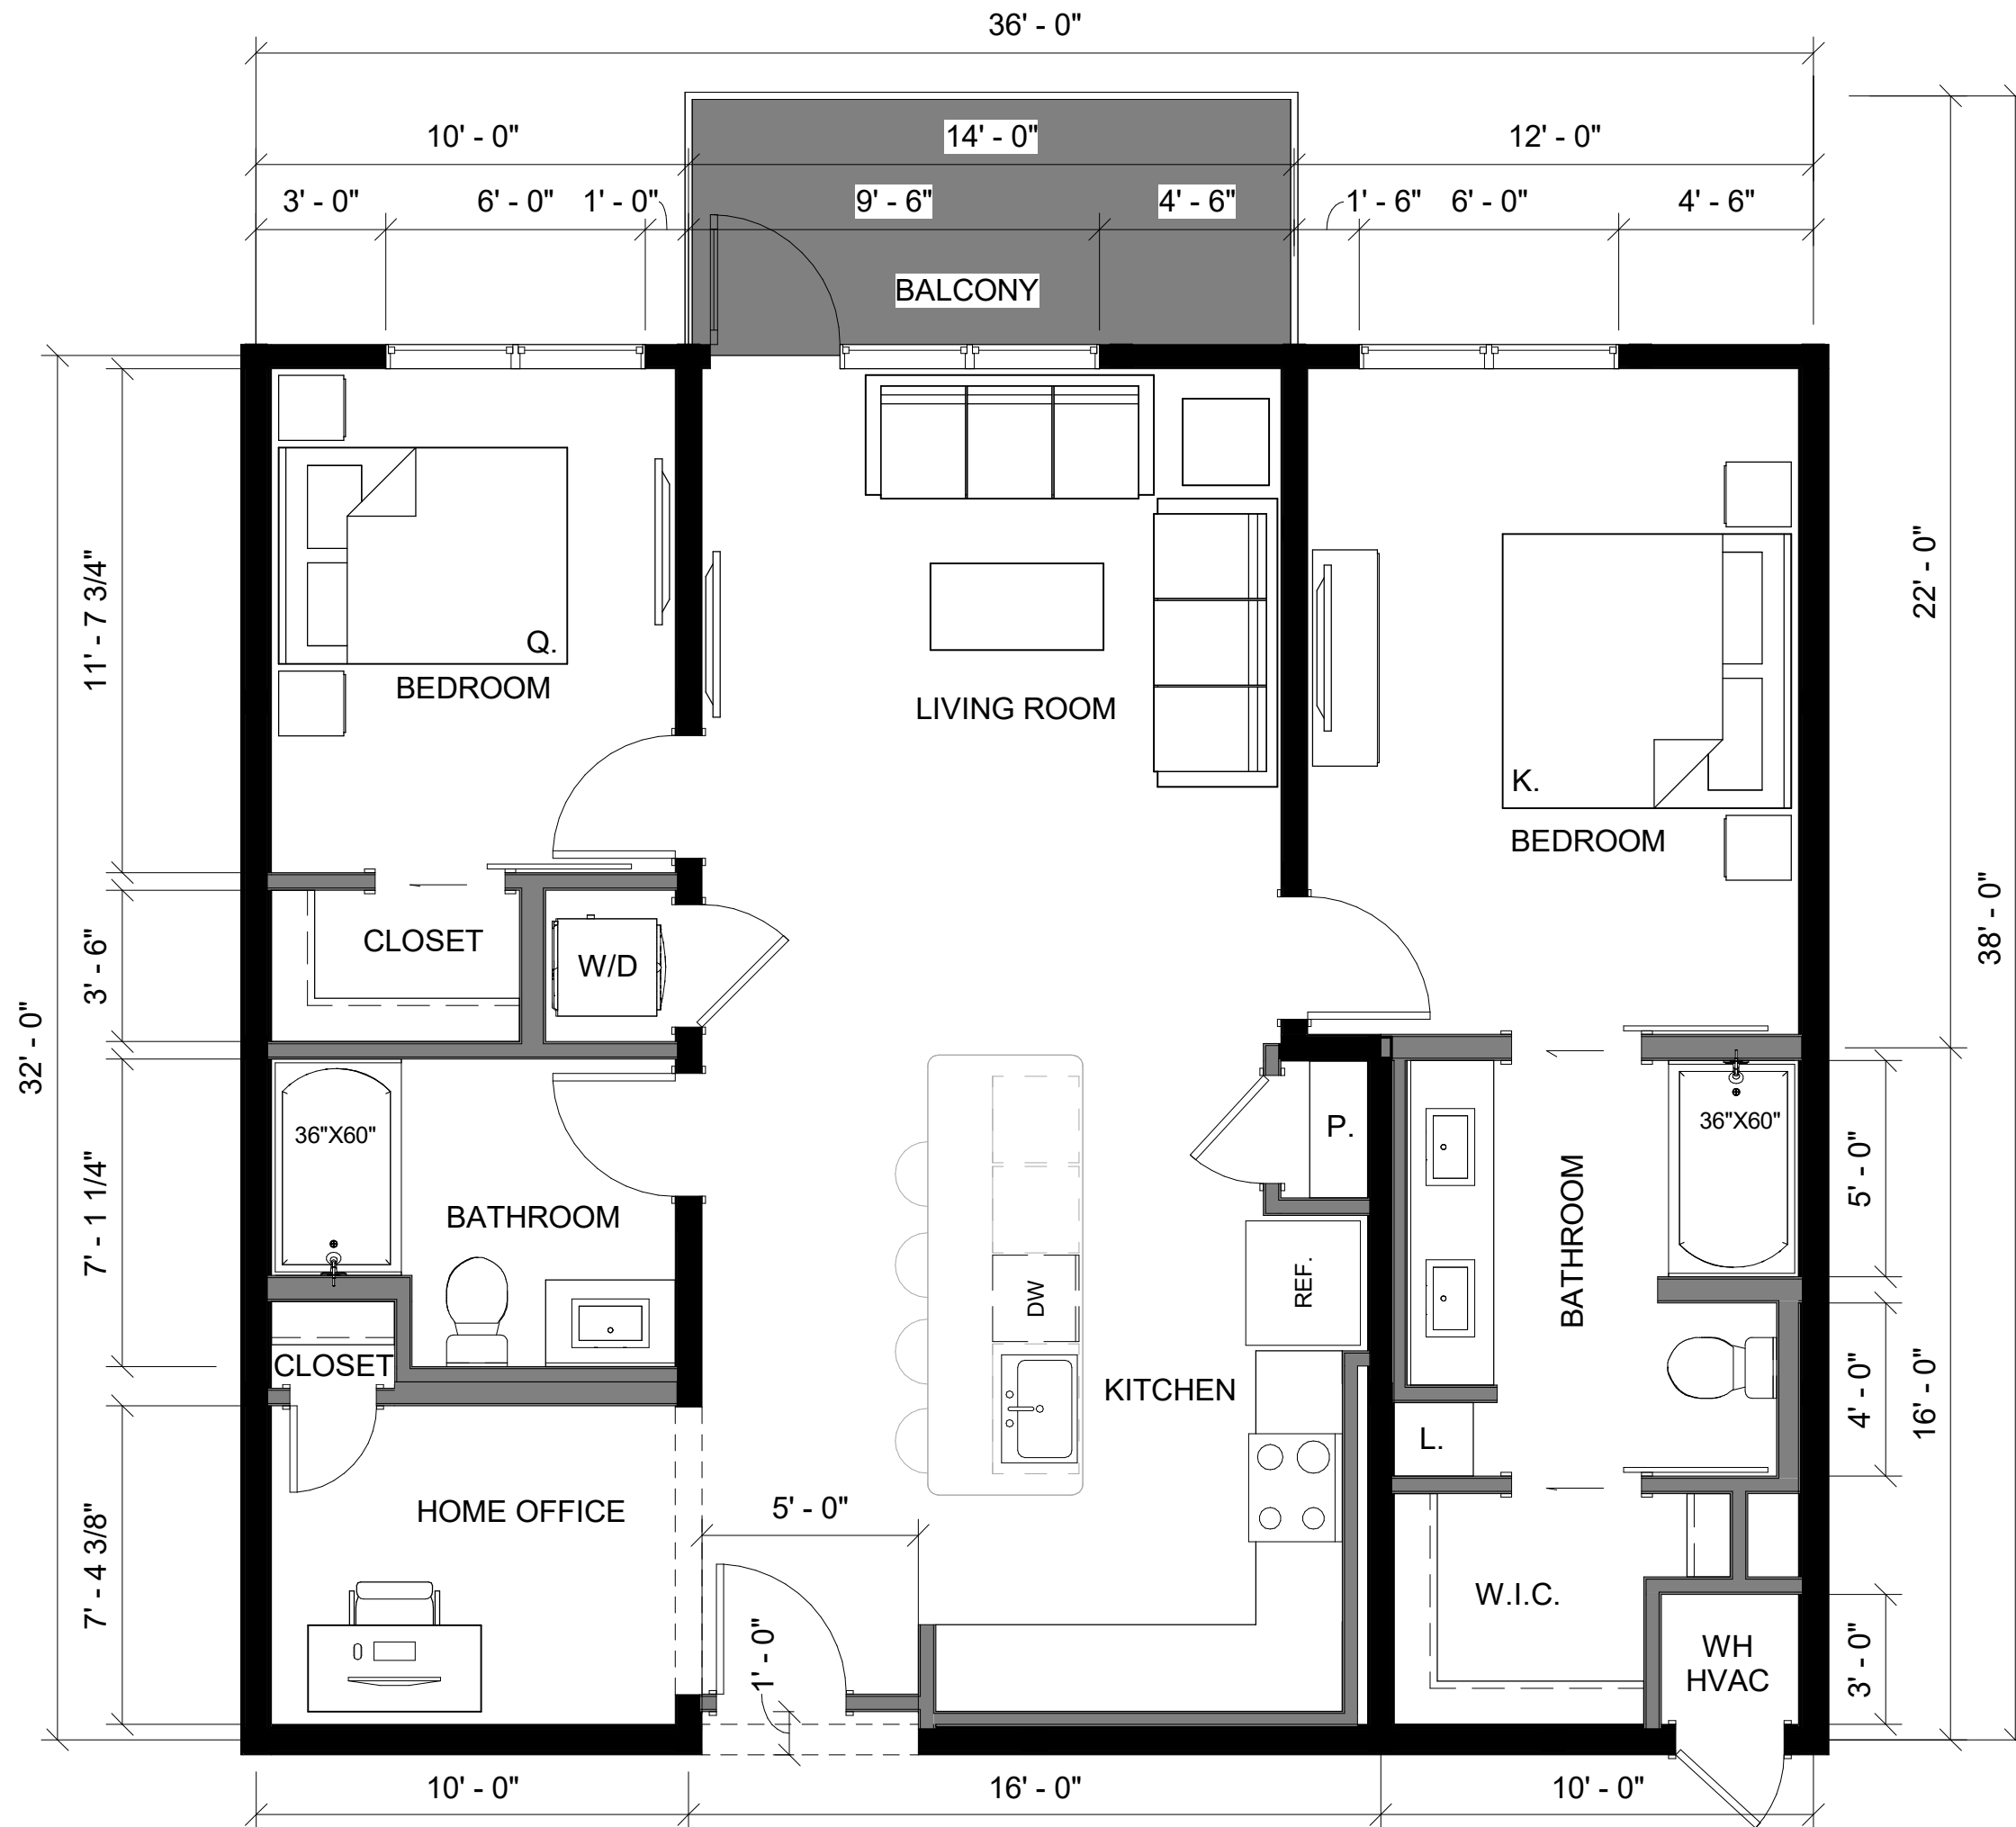 36' - 0"
10' - 0"
14' - 0"
12' - 0"
3' - 0"
6' - 0"
1' - 0"
9' - 6"
4' - 6"
1' - 6"
6' - 0"
4' - 6"
BALCONY
11' - 7 3/4"
22' - 0"
Q.
BEDROOM
LIVING ROOM
K.
BEDROOM
38' - 0"
3' - 6"
CLOSET
W/D
32' - 0"
36"X60"
P.
36"X60"
5' - 0"
7' - 1 1/4"
BATHROOM
BATHROOM
REF.
DW
CLOSET
KITCHEN
4' - 0"
16' - 0"
L.
HOME OFFICE
5' - 0"
7' - 4 3/8"
W.I.C.
1' - 0"
WH
HVAC
3' - 0"
10' - 0"
16' - 0"
10' - 0"